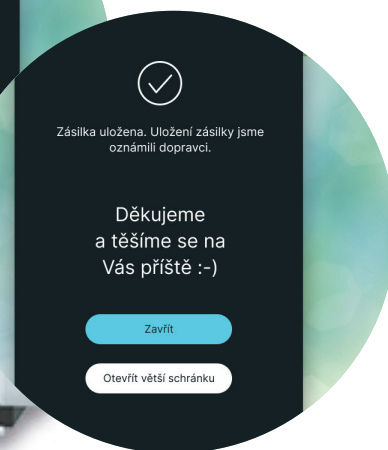 Zásilka uložena. Uložení zásilky jsme
oznámili dopravci.
Děkujeme
a těšíme se na
Vás příště :-)
Zavřít
Otevřít větší schránku